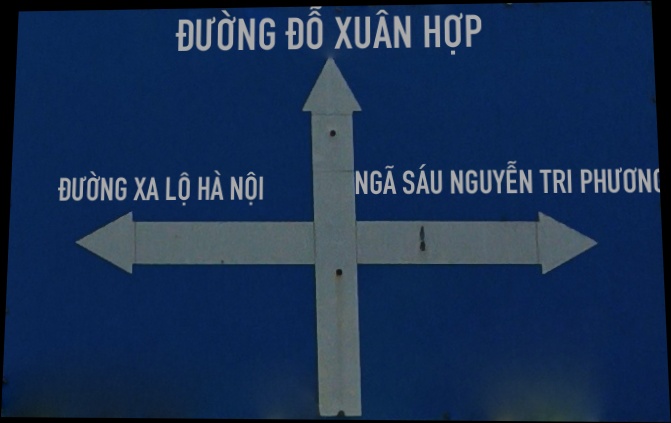 ĐƯỜNG ĐỖ XUÂN HỢP
ĐƯỜNG XA LỘ HÀ NỘI
NGÃ SÁU NGUYỄN TRI PHƯƠNG